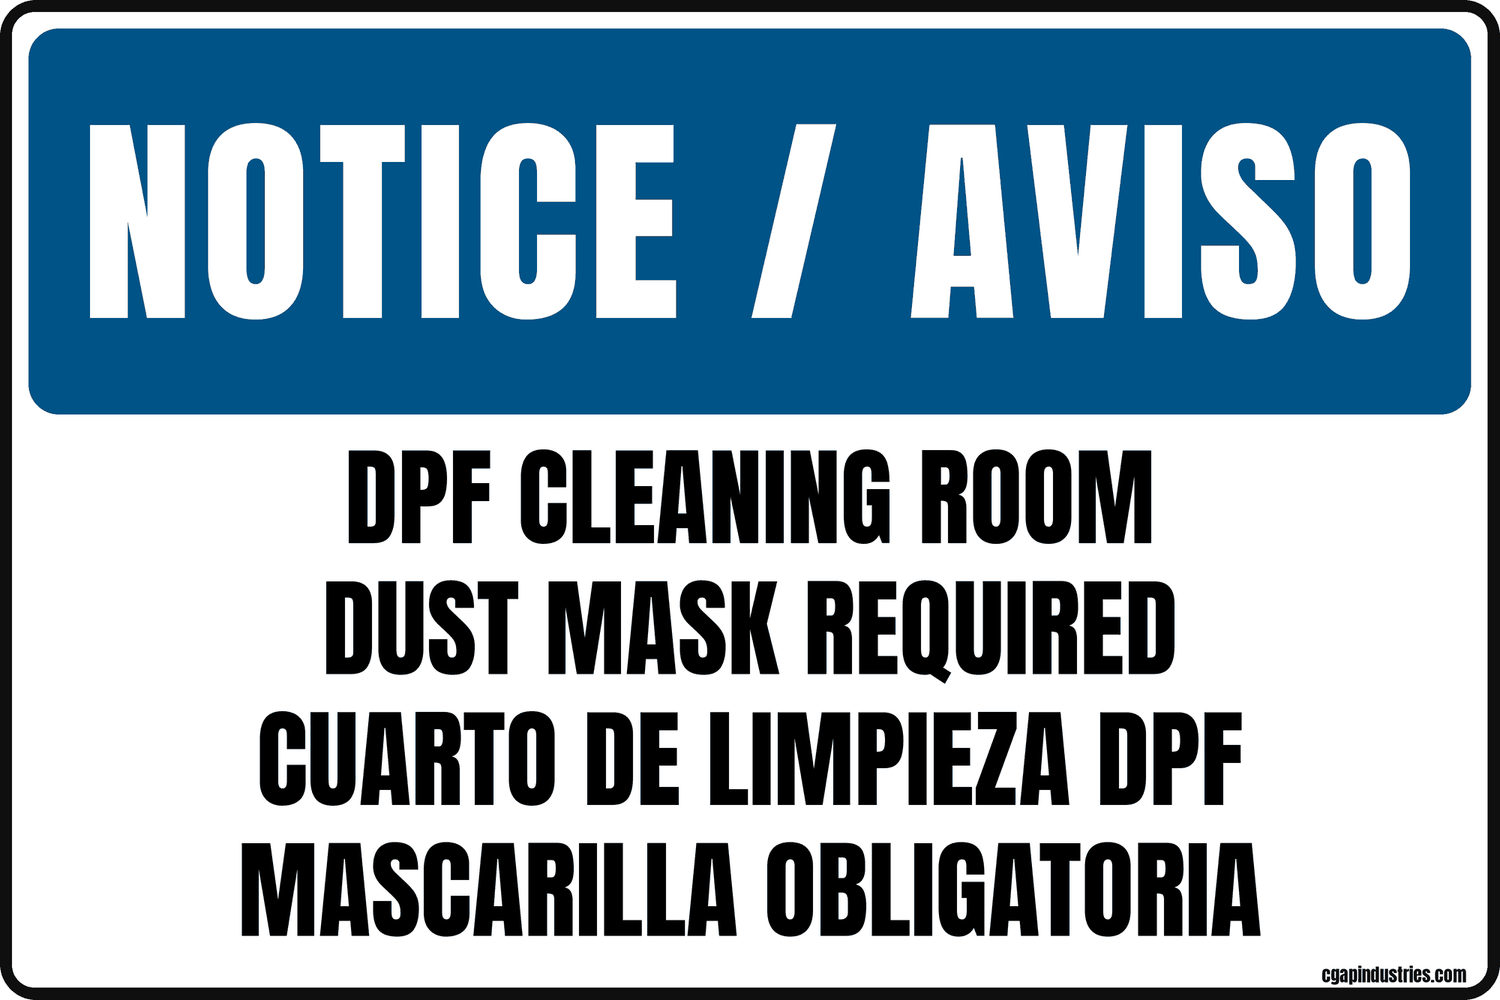 NOTICE / AVISO
DPF CLEANING ROOM
DUST MASK REQUIRED
CUARTO DE LIMPIEZA DPF
MASCARILLA OBLIGATORIA
cgapindustries.com